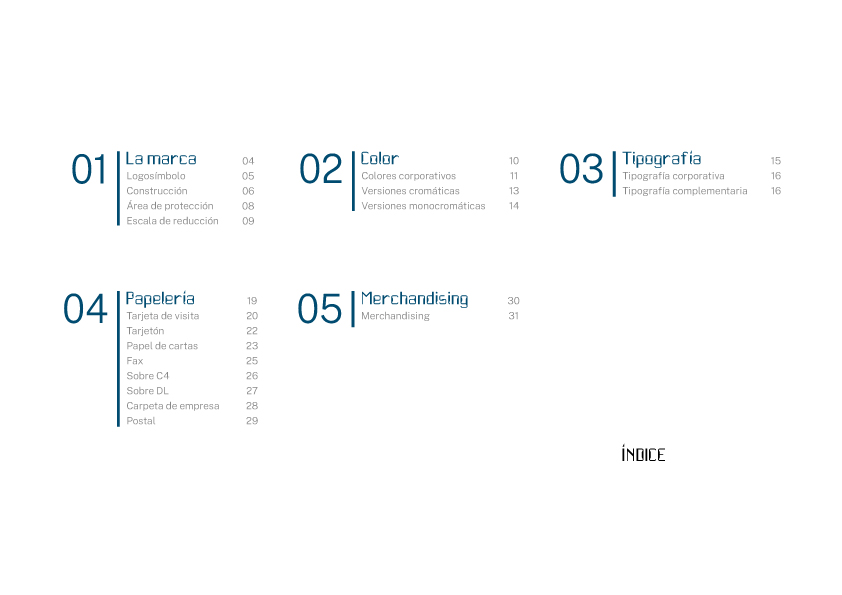 01
La marca 04
Logosímbolo 05
Construcción 06
Área de protección 08
Escala de reducción 09
02
Color 10
Colores corporativos 11
Versiones cromáticas 13
Versiones monocromáticas 14
03
Tipografía 15
Tipografía corporativa 16
Tipografía complementaria 16
04
Papelería 19
Tarjeta de visita 20
Tarjetón 22
Papel de cartas 23
Fax 25
Sobre C4 26
Sobre DL 27
Carpeta de empresa 28
Postal 29
05
Merchandising 30
Merchandising 31
ÍNDICE